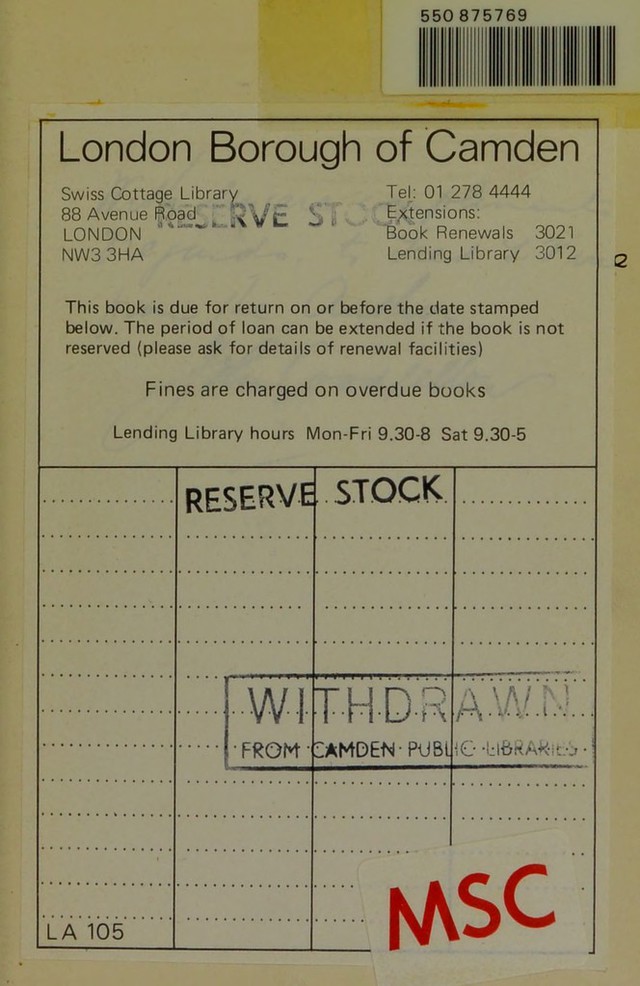 550 875769
London Borough of Camden
Swiss Cottage Library
88 Avenue Road
LONDON
NW3 3HA
Tel: 01 278 4444
Extensions:
Book Renewals 3021
Lending Library 3012
RESERVE STOCK
2
This book is due for return on or before the date stamped
below. The period of loan can be extended if the book is not
reserved (please ask for details of renewal facilities)
Fines are charged on overdue books
Lending Library hours Mon-Fri 9.30-8 Sat 9.30-5
RESERVE STOCK
WITHDRAWN
FROM CAMDEN PUBLIC LIBRARIES
MSC
LA 105